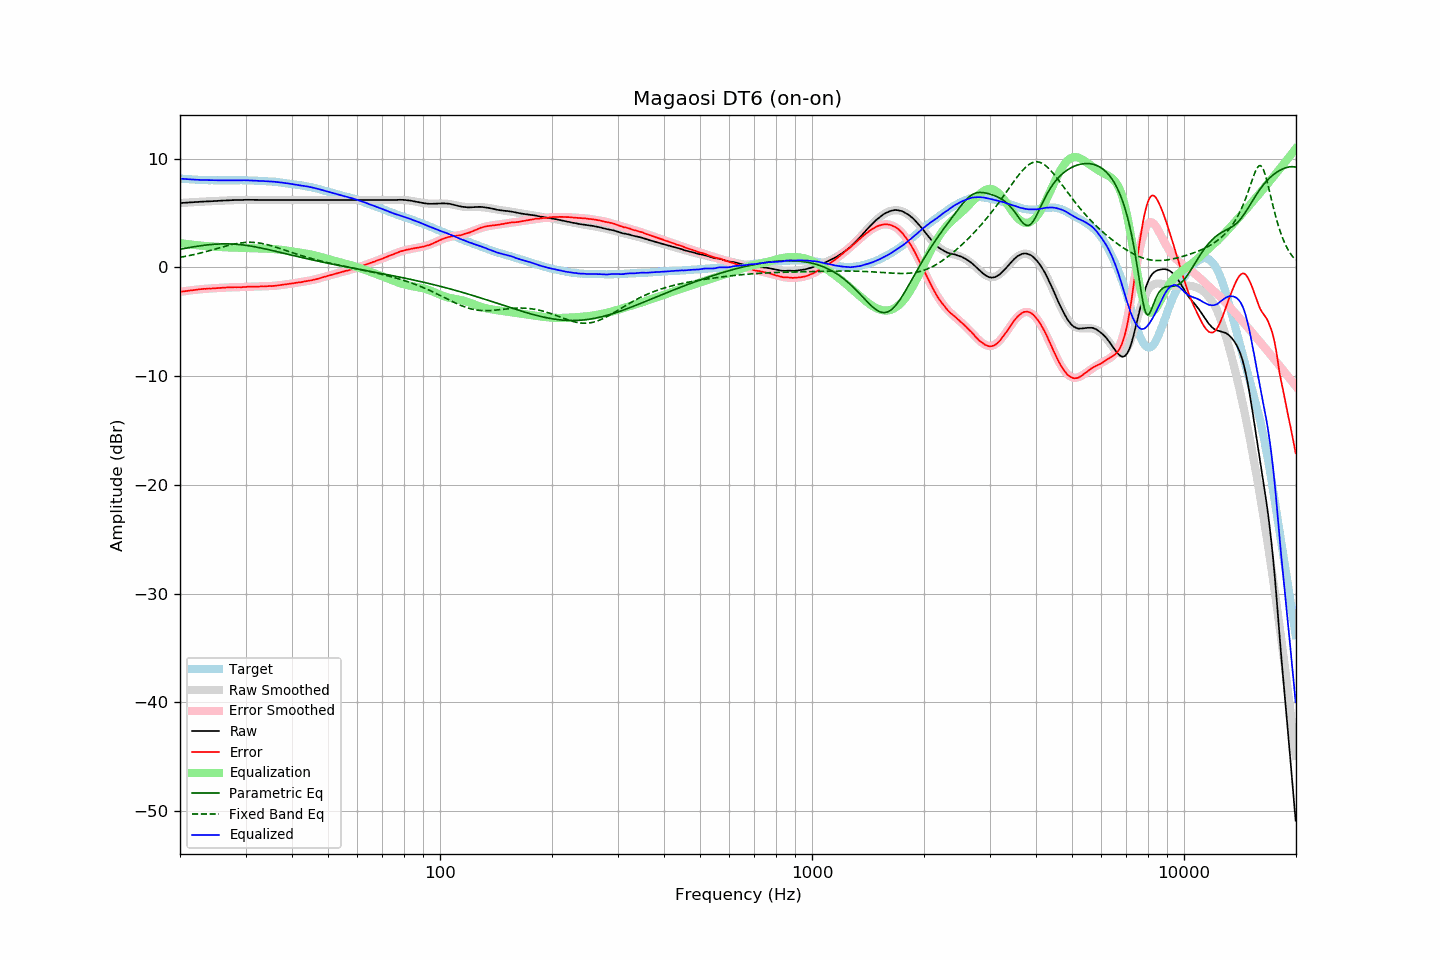 Magaosi DT6 (on-on)
10
0
−10
−20
−30
−40
−50
Amplitude (dBr)
Target
Raw Smoothed
Error Smoothed
Raw
Error
Equalization
Parametric Eq
Fixed Band Eq
Equalized
100
1000
10000
Frequency (Hz)